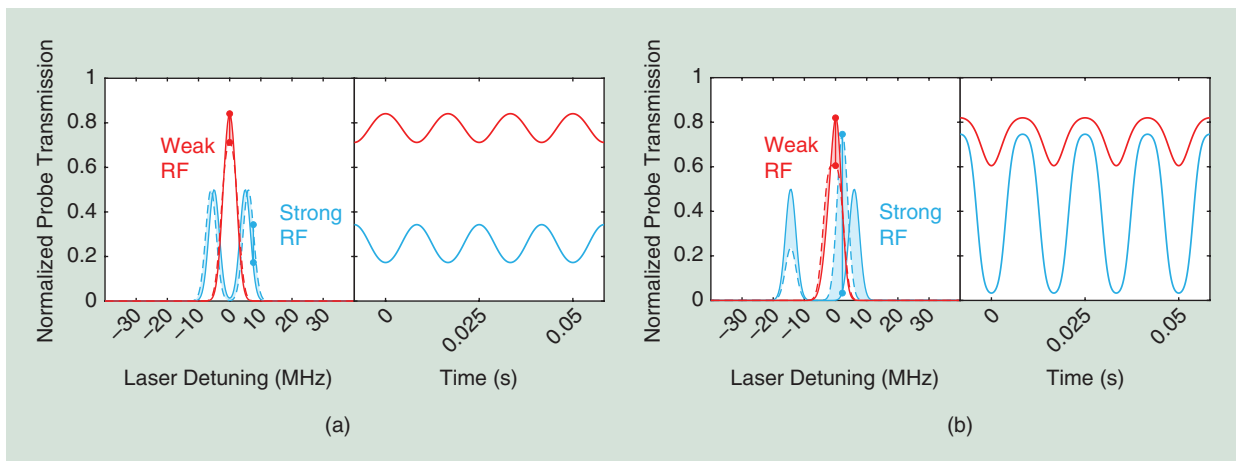 Normalized Probe Transmission
1
0.8
0.6
0.4
0.2
0
Weak
RF
Strong
RF
–30
–20
–10
0
10
20
30
0
0.025
0.05
Laser Detuning (MHz)
Time (s)
(a)
Normalized Probe Transmission
1
0.8
0.6
0.4
0.2
0
Weak
RF
Strong
RF
–30
–20
–10
0
10
20
30
0
0.025
0.05
Laser Detuning (MHz)
Time (s)
(b)